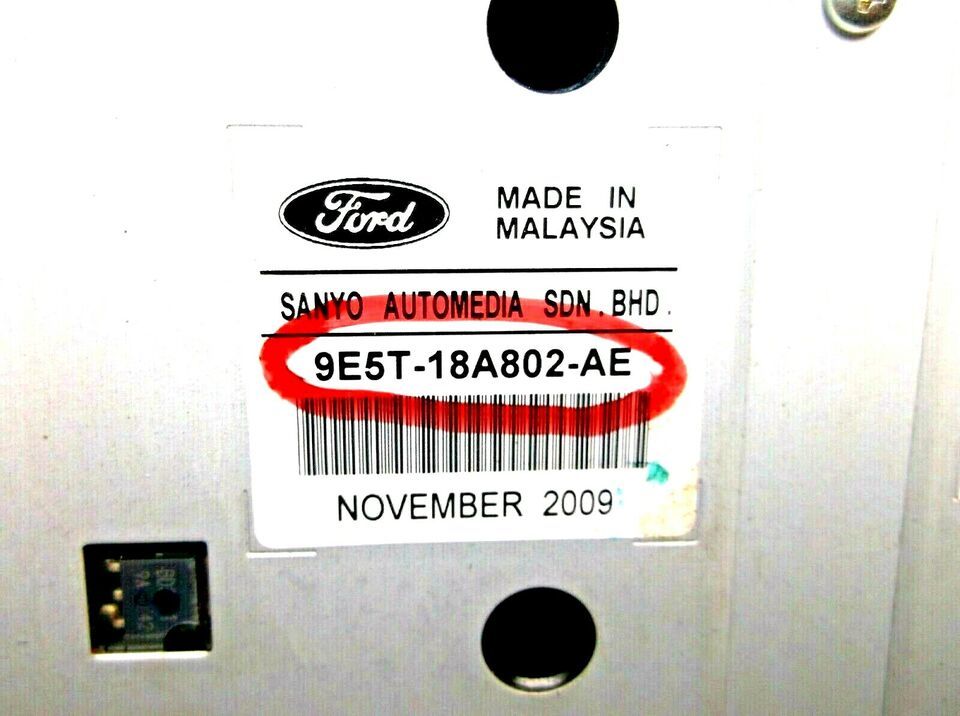 Ford
MADE IN
MALAYSIA
SANYO AUTOMEDIA SDN. BHD.
9E5T-18A802-AE
NOVEMBER 2009